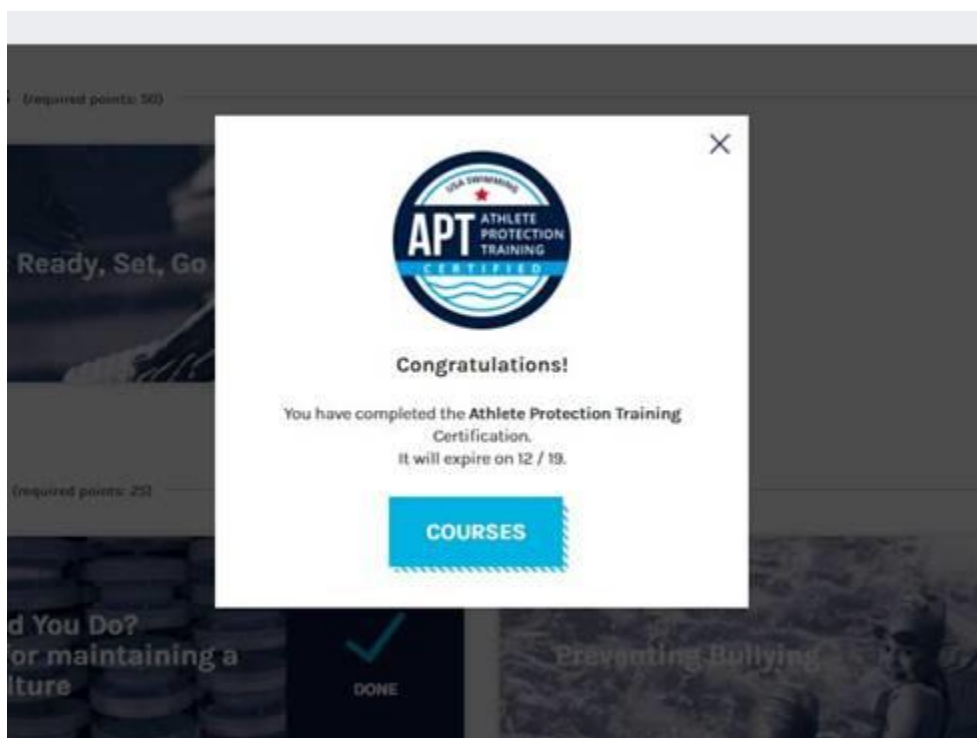 (required points: 50)
Ready, Set, Go
USA SWIMMING
APT
ATHLETE
PROTECTION
TRAINING
CERTIFIED
Congratulations!
You have completed the Athlete Protection Training
Certification.
It will expire on 12 / 19.
COURSES
(required points: 25)
d You Do?
or maintaining a
lture
DONE
Preventing Bullying